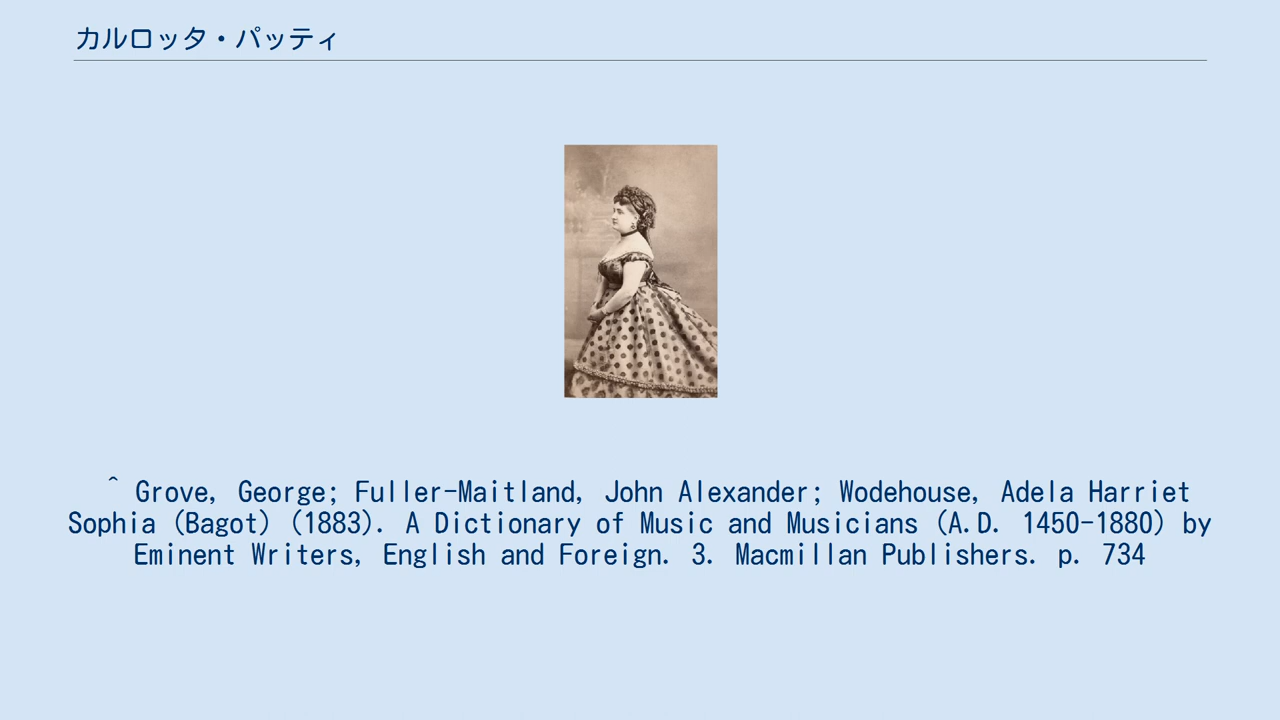 カルロッタ・パッティ
^ Grove, George; Fuller-Maitland, John Alexander; Wodehouse, Adela Harriet
Sophia (Bagot) (1883). A Dictionary of Music and Musicians (A.D. 1450-1880) by
Eminent Writers, English and Foreign. 3. Macmillan Publishers. p. 734